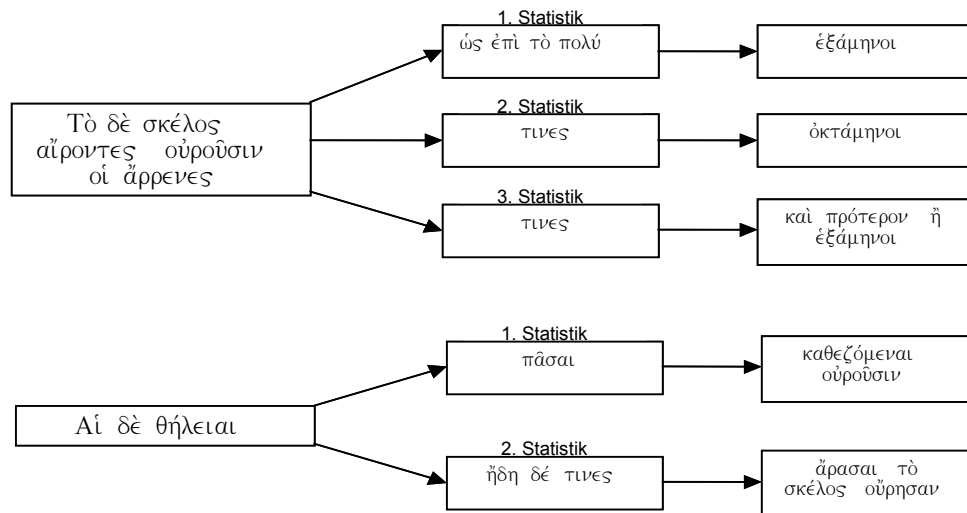 1. Statistik
ὡς ἐπὶ τὸ πολύ
ἑξάμηνοι
Τὸ δὲ σκέλος
αἴροντες οὐροῦσιν
οἱ ἄρρενες
2. Statistik
τινες
ὀκτάμηνοι
3. Statistik
τινες
καὶ πρότερον ἢ
ἑξάμηνοι
1. Statistik
πᾶσαι
καθεζόμεναι
οὐροῦσιν
Αἱ δὲ θήλειαι
2. Statistik
ἤδη δέ τινες
ἄρασαι τὸ
σκέλος οὔρησαν